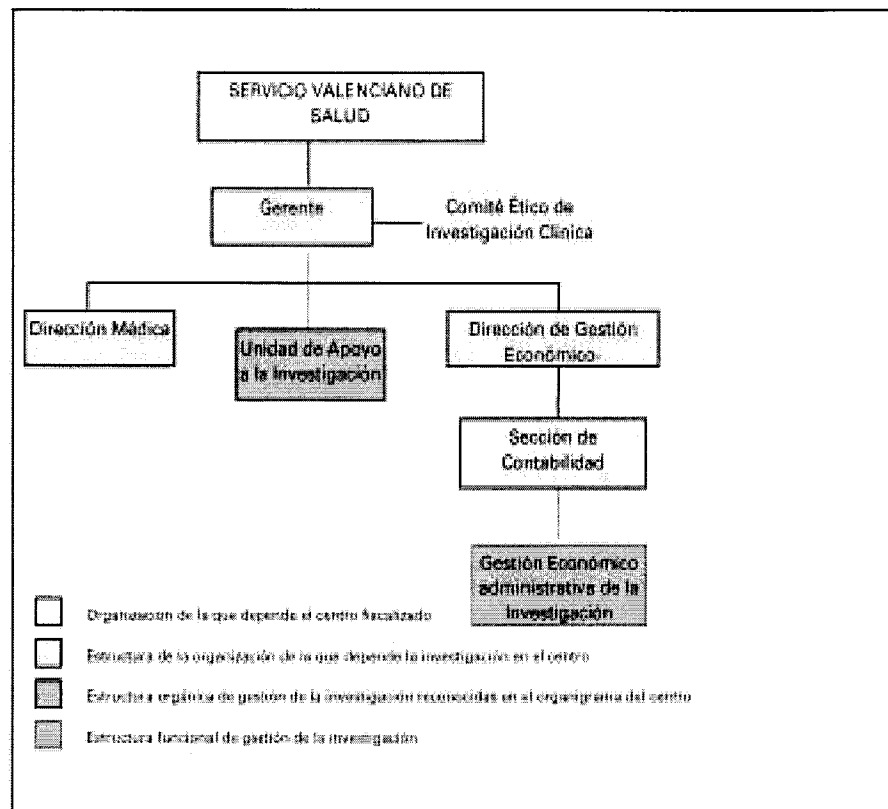 SERVICIO VALENCIANO DE
SALUD
Gerente
Comité Ético de
Investigación Clínica
Dirección Médica
Unidad de Apoyo
a la Investigación
Dirección de Gestión
Económico
Sección de
Contabilidad
Gestión Económico
administrativa de la
Investigación
Organización de la que depende el centro fiscalizado
Estructura de la organización de la que depende la investigación en el centro
Estructura orgánica de gestión de la investigación reconocidas en el organigrama del centro
Estructura funcional de gestión de la investigación